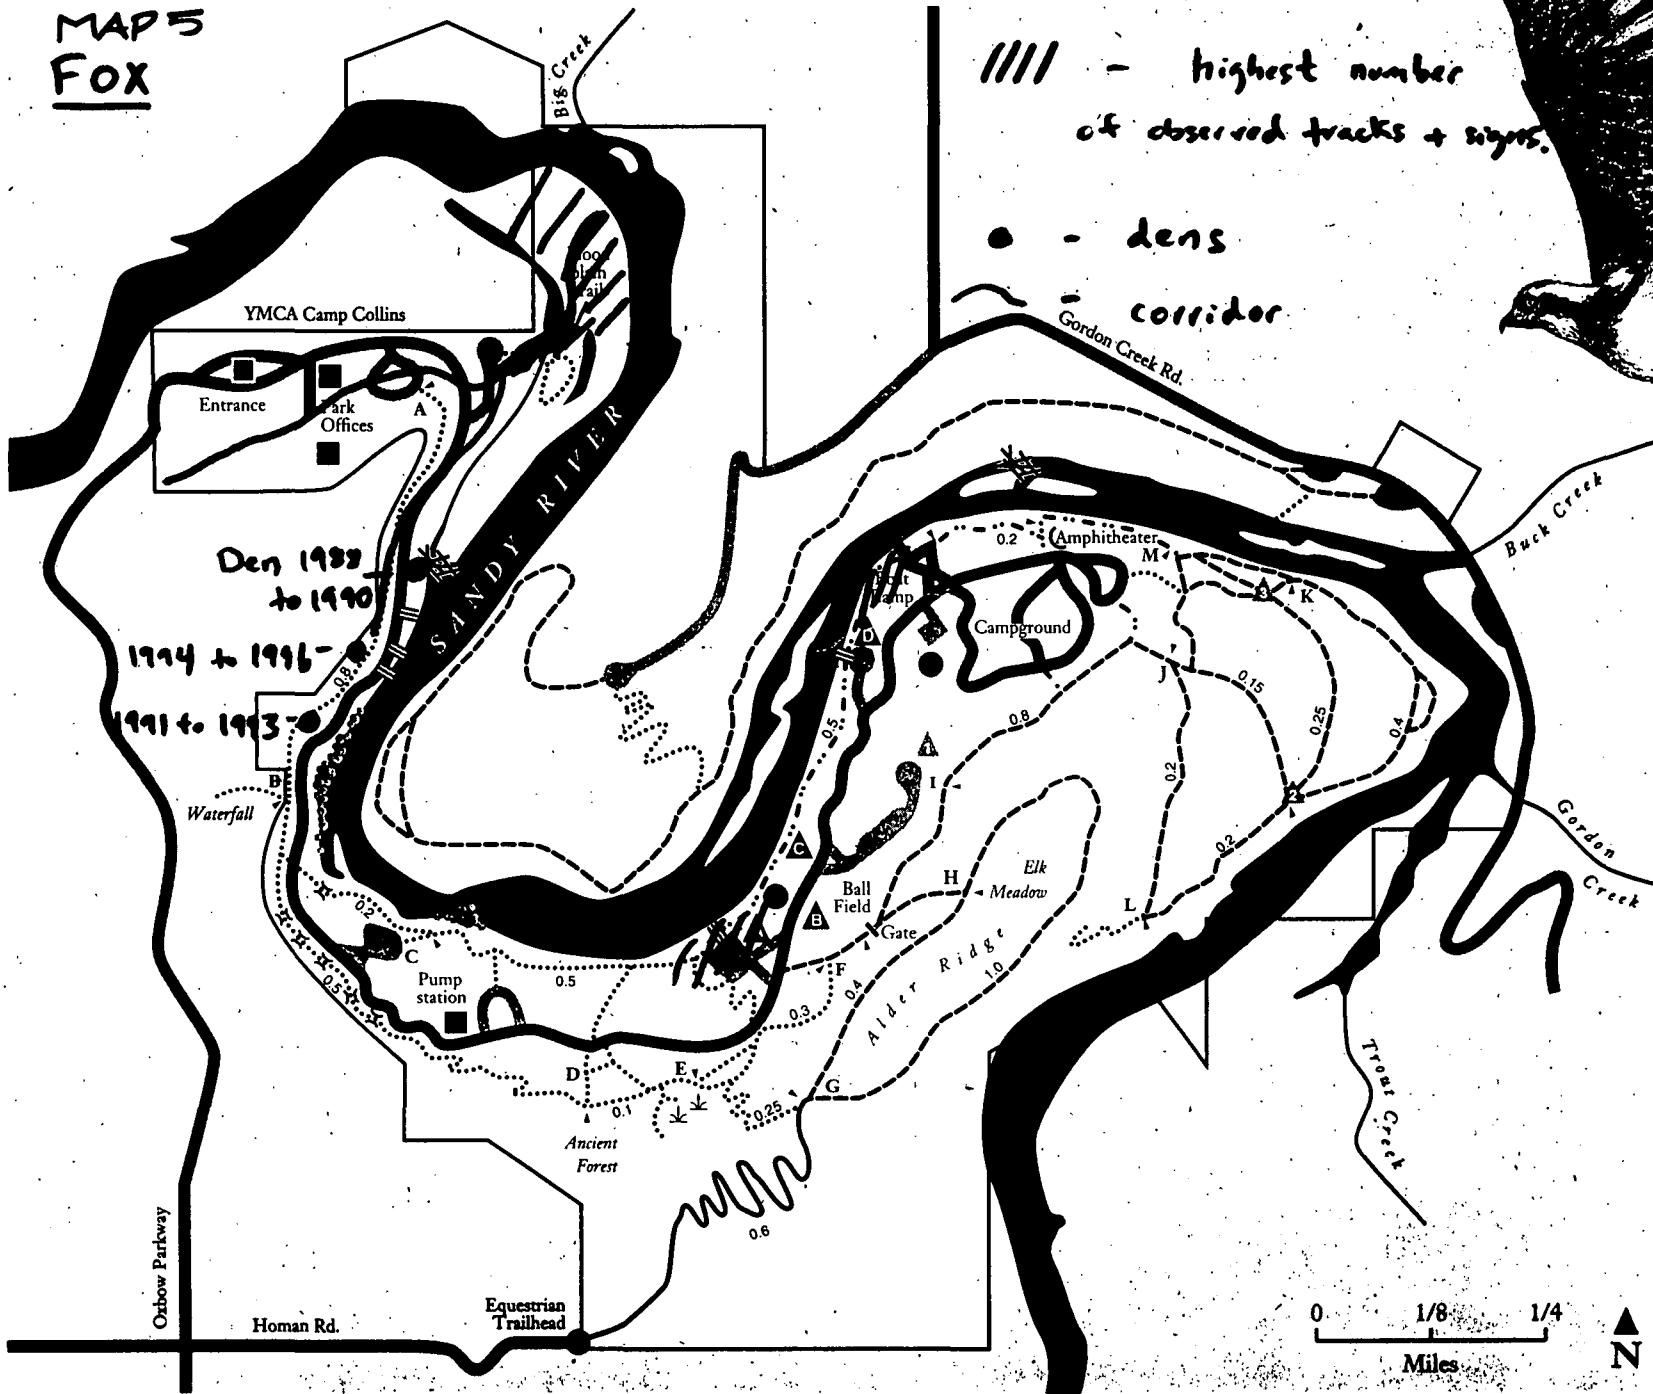 MAP 5
Fox
//// - highest number
of observed tracks + signs.
● - dens
- corridor
Big Creek
YMCA Camp Collins
Entrance
Park
Offices
A
Gordon Creek Rd.
Buck Creek
SANDY RIVER
Den 1988
to 1990
1994 to 1996-
0.8
1991 to 1993-
B
Waterfall
0.2
Amphitheater
M
K
3
D
Campground
J
0.15
0.25
0.4
0.8
0.5
1
I
0.2
2
0.2
C
Gordon
Creek
Ball
Field
B
H
Elk
Meadow
L
Gate
0.2
C
Pump
station
0.5
0.5
F
0.4
Alder Ridge
1.0
0.3
D
E
G
0.1
0.25
Ancient
Forest
Trout Creek
0.6
Oxbow Parkway
Homan Rd.
Equestrian
Trailhead
0 1/8 1/4
Miles
N